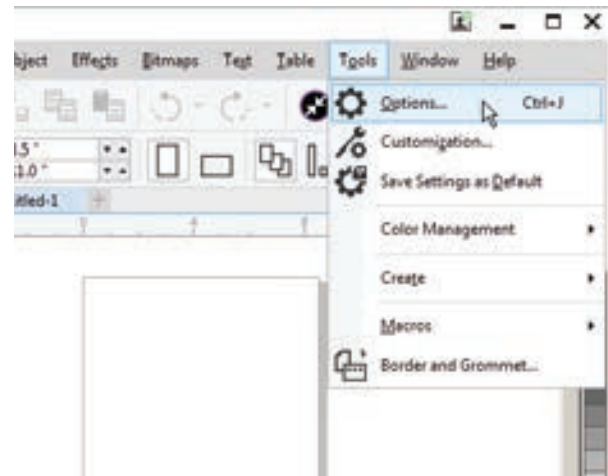 bject Effects Bitmaps Text Table Tools Window Help
Options... Ctrl+J
.5 "
Customization...
1.0 "
Save Settings as Default
itled-1
Color Management
Create
Macros
Border and Grommet...